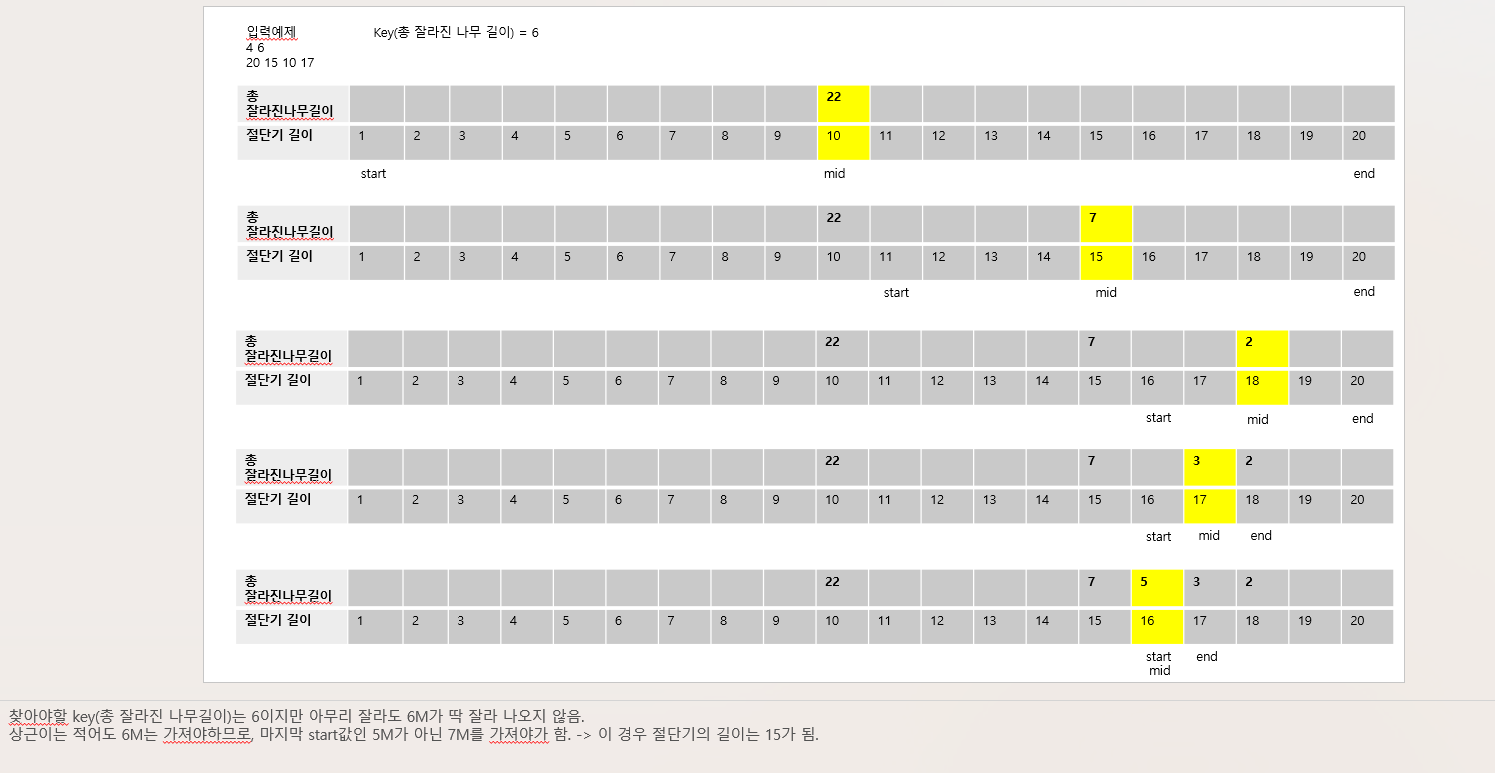 입력예제 Key(총 잘라진 나무 길이) = 6
4 6
20 15 10 17
총 22
잘라진나무길이
절단기 길이 1 2 3 4 5 6 7 8 9 10 11 12 13 14 15 16 17 18 19 20
start mid end
총 22 7
잘라진나무길이
절단기 길이 1 2 3 4 5 6 7 8 9 10 11 12 13 14 15 16 17 18 19 20
start mid end
총 22 7 2
잘라진나무길이
절단기 길이 1 2 3 4 5 6 7 8 9 10 11 12 13 14 15 16 17 18 19 20
start mid end
총 22 7 3 2
잘라진나무길이
절단기 길이 1 2 3 4 5 6 7 8 9 10 11 12 13 14 15 16 17 18 19 20
start mid end
총 22 7 5 3 2
잘라진나무길이
절단기 길이 1 2 3 4 5 6 7 8 9 10 11 12 13 14 15 16 17 18 19 20
start end
mid
찾아야할 key(총 잘라진 나무길이)는 6이지만 아무리 잘라도 6M가 딱 잘라 나오지 않음.
상근이는 적어도 6M는 가져야하므로, 마지막 start값인 5M가 아닌 7M를 가져야가 함. -> 이 경우 절단기의 길이는 15가 됨.